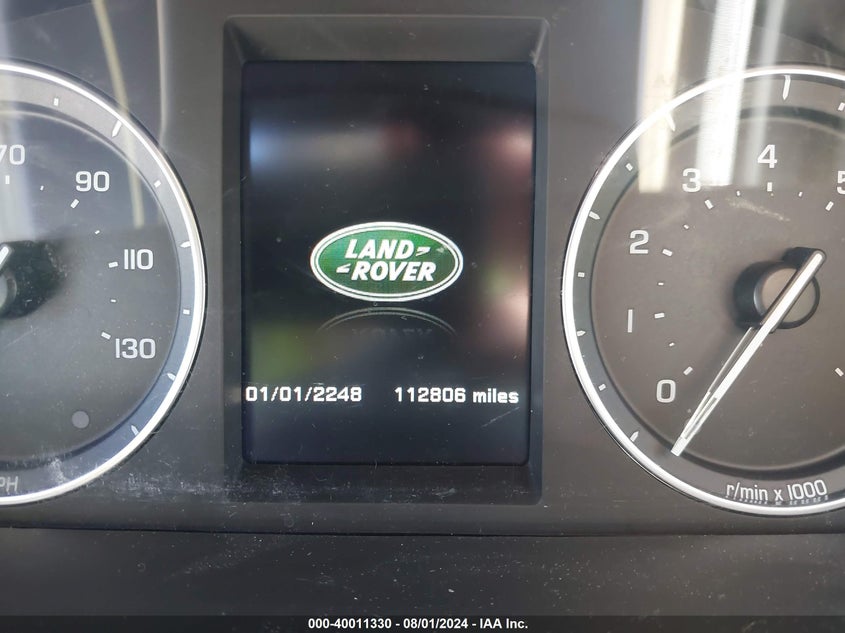 70
90
110
130
PH
LAND
ROVER
01/01/2248 112806 miles
0
1
2
3
4
5
r/min x 1000
000-40011330 - 08/01/2024 - IAA Inc.